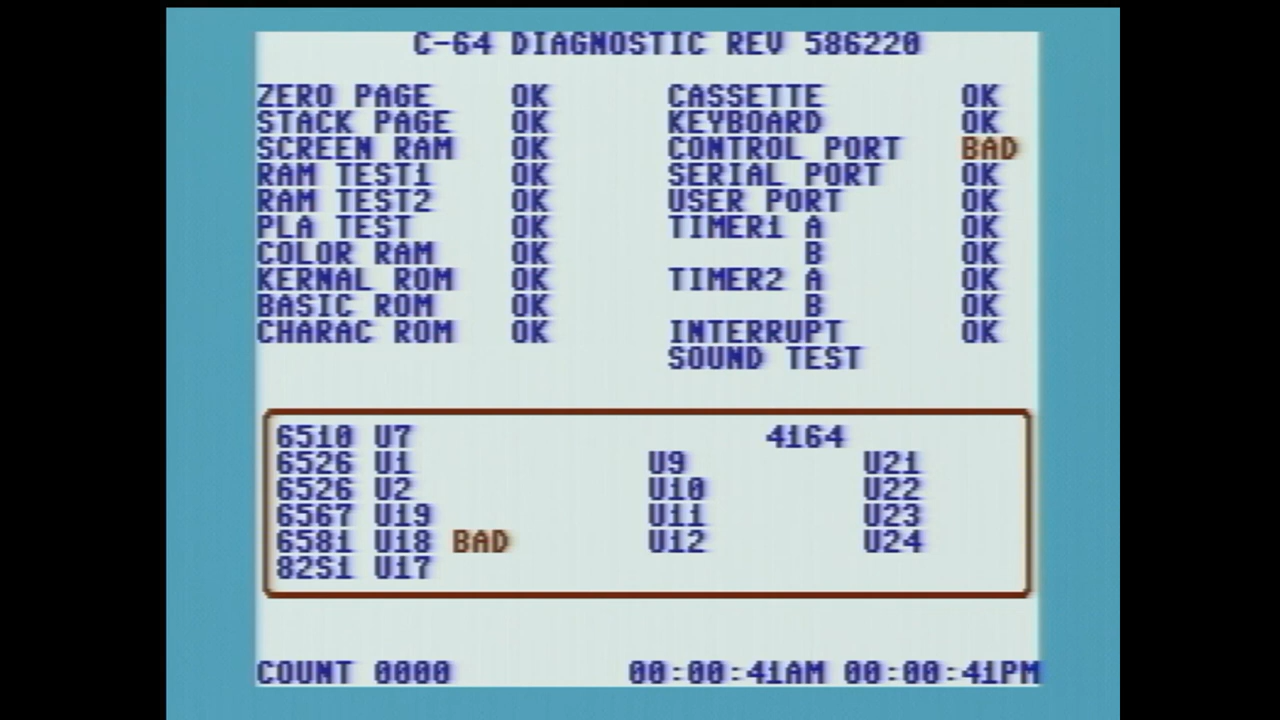 C-64 DIAGNOSTIC REV 586220
ZERO PAGE OK CASSETTE OK
STACK PAGE OK KEYBOARD OK
SCREEN RAM OK CONTROL PORT BAD
RAM TEST1 OK SERIAL PORT OK
RAM TEST2 OK USER PORT OK
PLA TEST OK TIMER1 A OK
COLOR RAM OK B OK
KERNAL ROM OK TIMER2 A OK
BASIC ROM OK B OK
CHARAC ROM OK INTERRUPT OK
SOUND TEST
6510 U7 4164
6526 U1 U9 U21
6526 U2 U10 U22
6567 U19 U11 U23
6581 U18 BAD U12 U24
82S1 U17
COUNT 0000 00:00:41AM 00:00:41PM